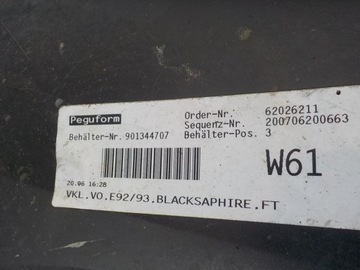 Peguform
Order-Nr. 62026211
Sequenz-Nr. 200706200663
Behälter-Nr. 901344707
Behälter-Pos. 3
W61
20.06 16:28
VKL.VO.E92/93.BLACKSAPHIRE.FT